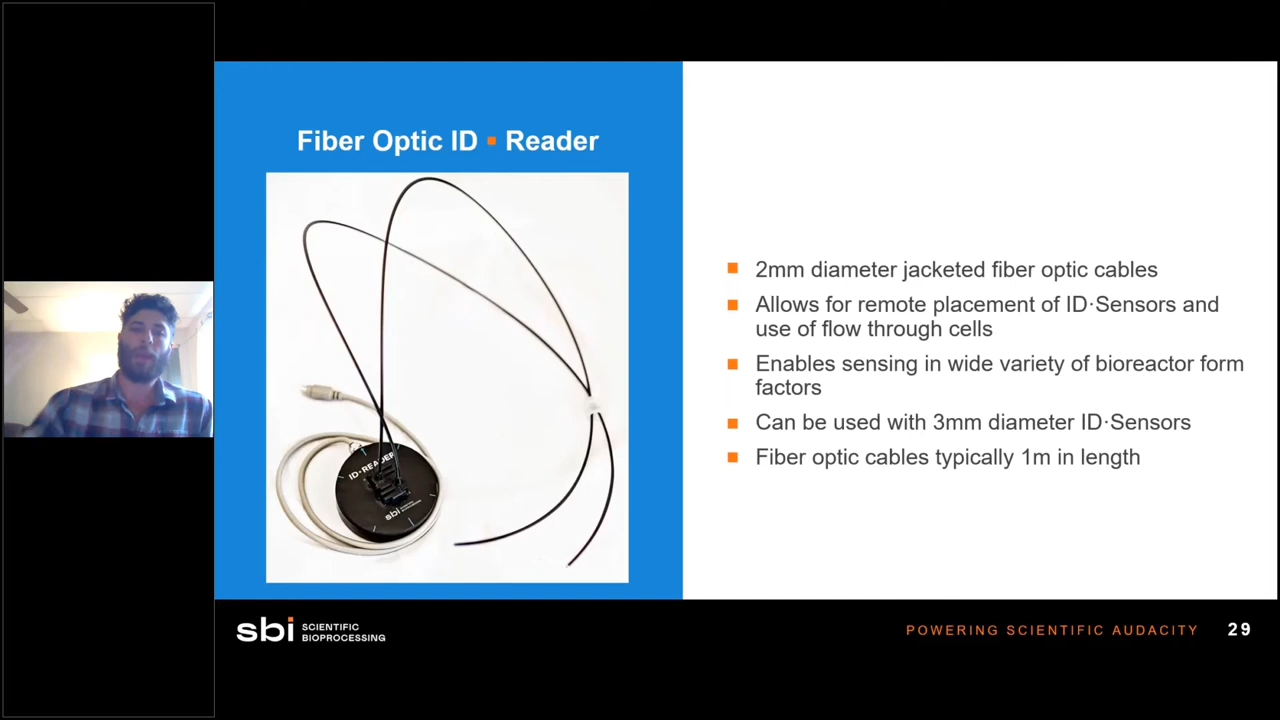 Fiber Optic ID ▪ Reader
ID•READER
sbi
2mm diameter jacketed fiber optic cables
Allows for remote placement of ID·Sensors and
use of flow through cells
Enables sensing in wide variety of bioreactor form
factors
Can be used with 3mm diameter ID·Sensors
Fiber optic cables typically 1m in length
sbi SCIENTIFIC
BIOPROCESSING
POWERING SCIENTIFIC AUDACITY 29